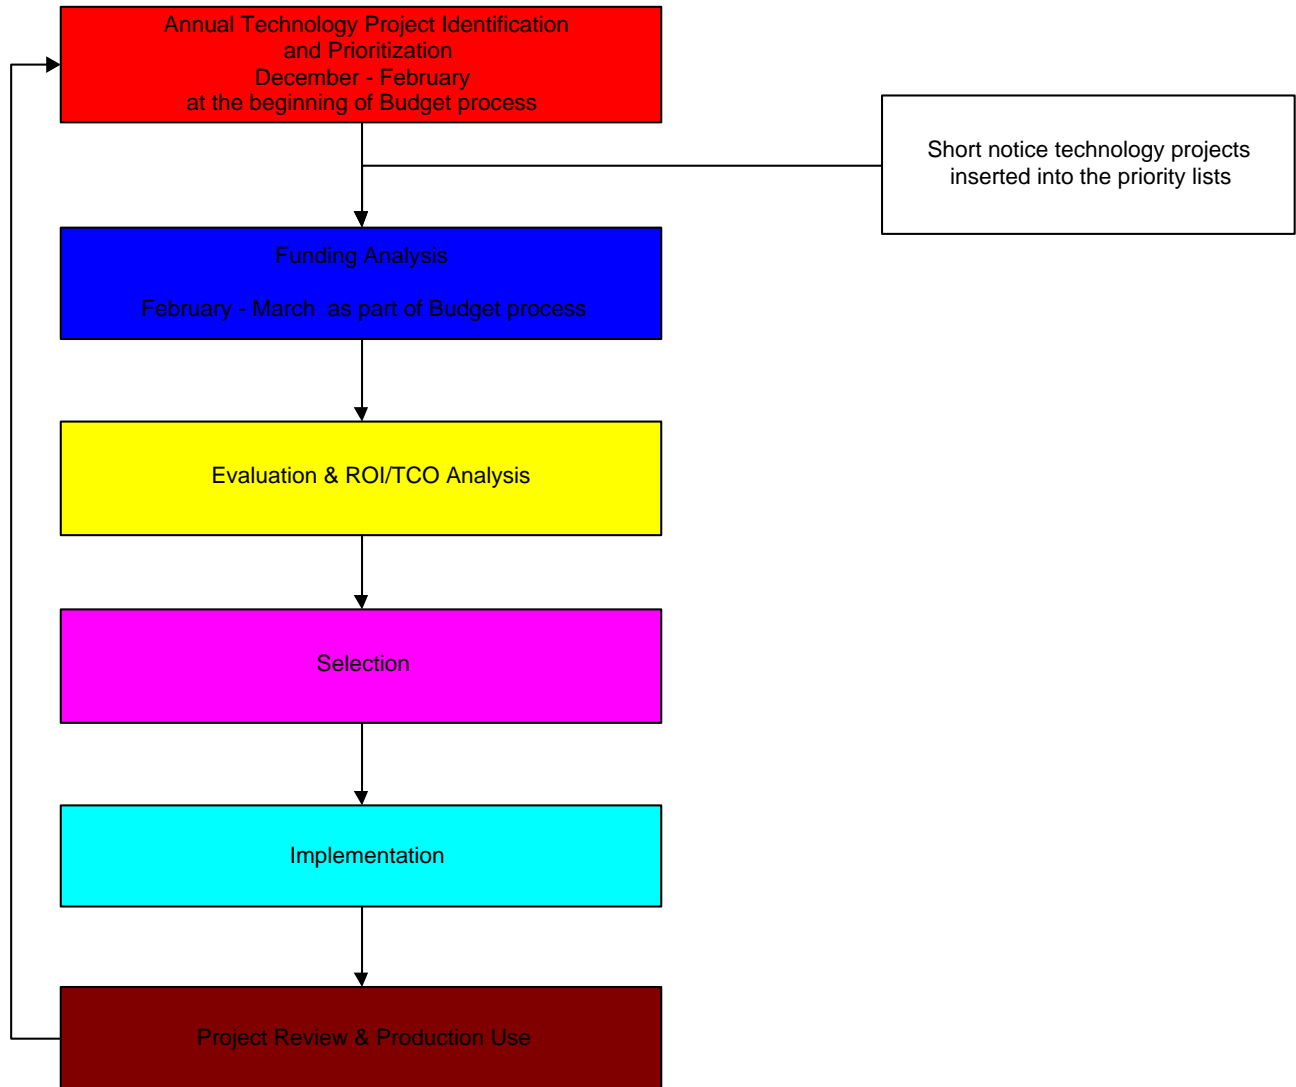 Annual Technology Project Identification
and Prioritization
December - February
at the beginning of Budget process
Short notice technology projects
inserted into the priority lists
Funding Analysis
February - March  as part of Budget process
Evaluation & ROI/TCO Analysis
Selection
Implementation
Project Review & Production Use